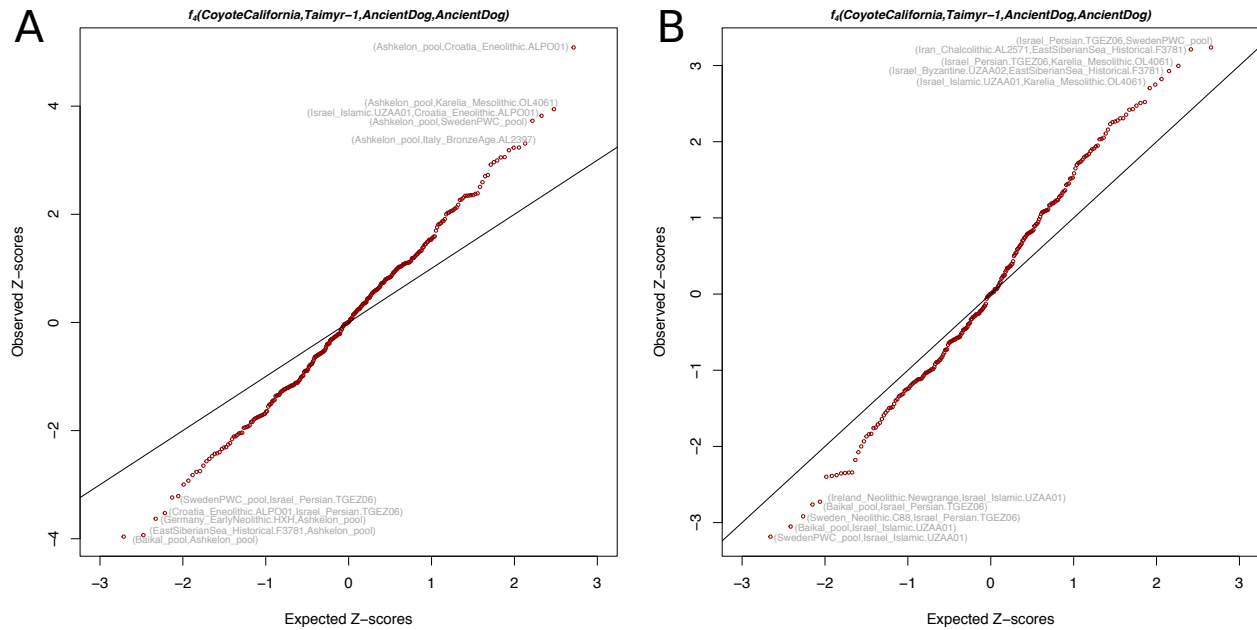 A
f₄(CoyoteCalifornia,Taimyr−1,AncientDog,AncientDog)
(Ashkelon_pool,Croatia_Eneolithic.ALPO01)
(Ashkelon_pool,Karelia_Mesolithic.OL4061)
(Israel_Islamic.UZAA01,Croatia_Eneolithic.ALPO01)
(Ashkelon_pool,SwedenPWC_pool)
(Ashkelon_pool,Italy_BronzeAge.AL2397)
(SwedenPWC_pool,Israel_Persian.TGEZ06)
(Croatia_Eneolithic.ALPO01,Israel_Persian.TGEZ06)
(Germany_EarlyNeolithic.HXH,Ashkelon_pool)
(EastSiberianSea_Historical.F3781,Ashkelon_pool)
(Baikal_pool,Ashkelon_pool)
Observed Z−scores
4
2
0
−2
−4
−3 −2 −1 0 1 2 3
Expected Z−scores
B
f₄(CoyoteCalifornia,Taimyr−1,AncientDog,AncientDog)
(Israel_Persian.TGEZ06,SwedenPWC_pool)
(Iran_Chalcolithic.AL2571,EastSiberianSea_Historical.F3781)
(Israel_Persian.TGEZ06,Karelia_Mesolithic.OL4061)
(Israel_Byzantine.UZAA02,EastSiberianSea_Historical.F3781)
(Israel_Islamic.UZAA01,Karelia_Mesolithic.OL4061)
(Ireland_Neolithic.Newgrange,Israel_Islamic.UZAA01)
(Baikal_pool,Israel_Persian.TGEZ06)
(Sweden_Neolithic.C88,Israel_Persian.TGEZ06)
(Baikal_pool,Israel_Islamic.UZAA01)
(SwedenPWC_pool,Israel_Islamic.UZAA01)
Observed Z−scores
3
2
1
0
−1
−2
−3
−3 −2 −1 0 1 2 3
Expected Z−scores